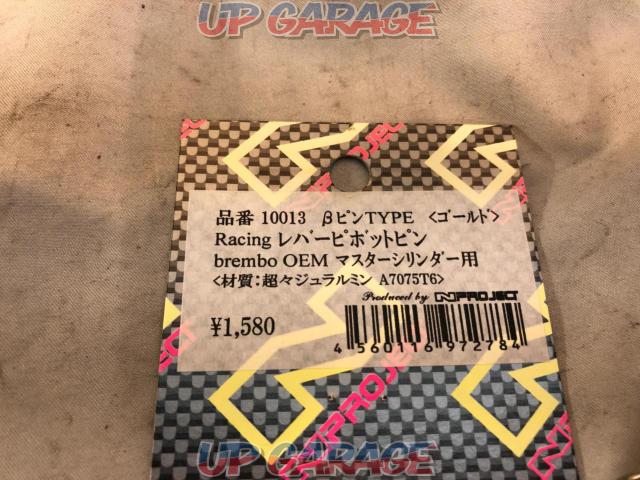 UP GARAGE
N PROJECT
品番 10013 βピンTYPE <ゴールド>
Racing レバーピボットピン
brembo OEM マスターシリンダー用
<材質:超々ジュラルミン A7075T6>
Produced by N PROJECT
¥1,580
4 560116 972784
PROJECT
N PROJECT
UP GARAGE